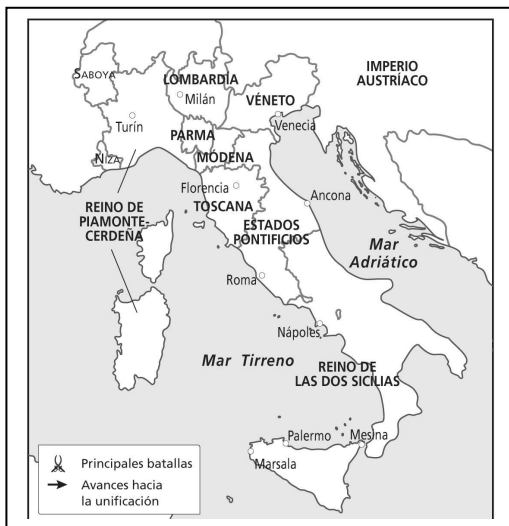 IMPERIO
AUSTRÍACO
SABOYA
LOMBARDÍA
Milán
VÉNETO
Venecia
Turín
PARMA
MÓDENA
NIZA
Florencia
TOSCANA
Ancona
REINO DE
PIAMONTE-
CERDEÑA
ESTADOS
PONTIFICIOS
Mar
Adriático
Roma
Nápoles
Mar Tirreno
REINO DE
LAS DOS SICILIAS
Palermo
Mesina
Marsala
Principales batallas
Avances hacia
la unificación